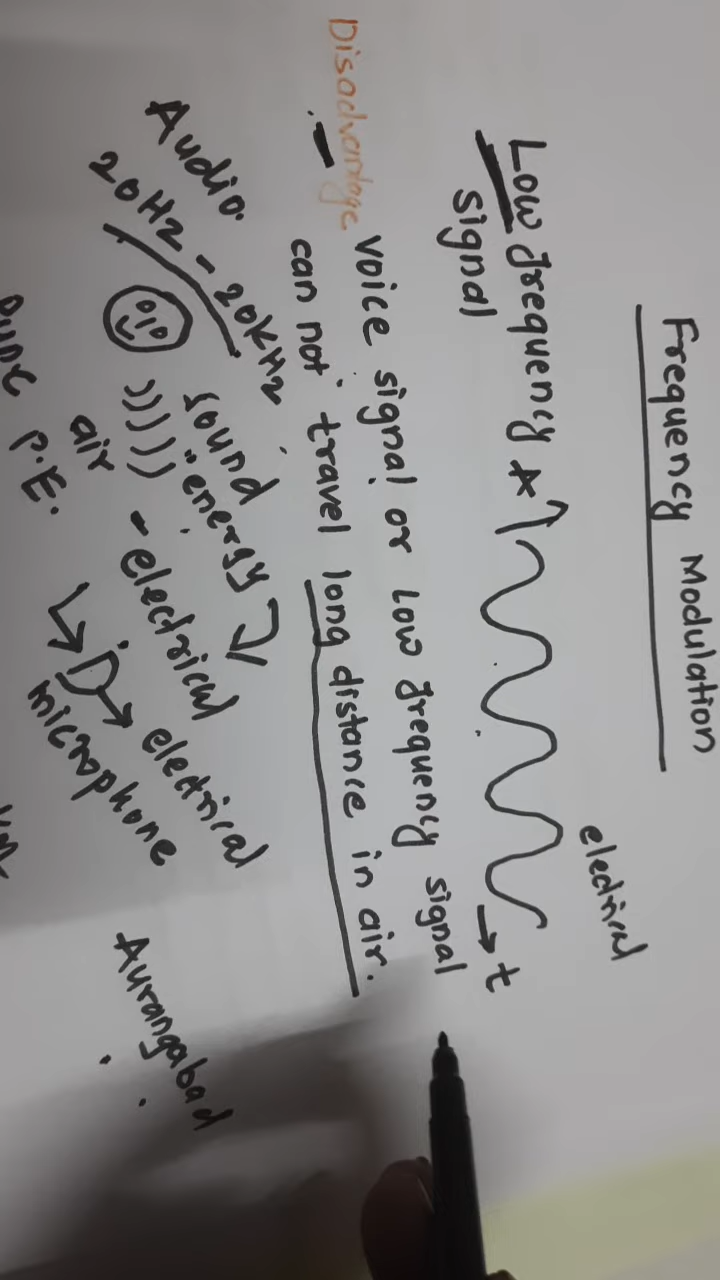 Frequency Modulation
electrical
Low frequency
signal
A
t
Disadvantage
voice signal or Low frequency signal
can not travel long distance in air.
Audio.
20Hz - 20KHz
sound
energy
air - electrical
P.E.
electrical
microphone
Aurangabad